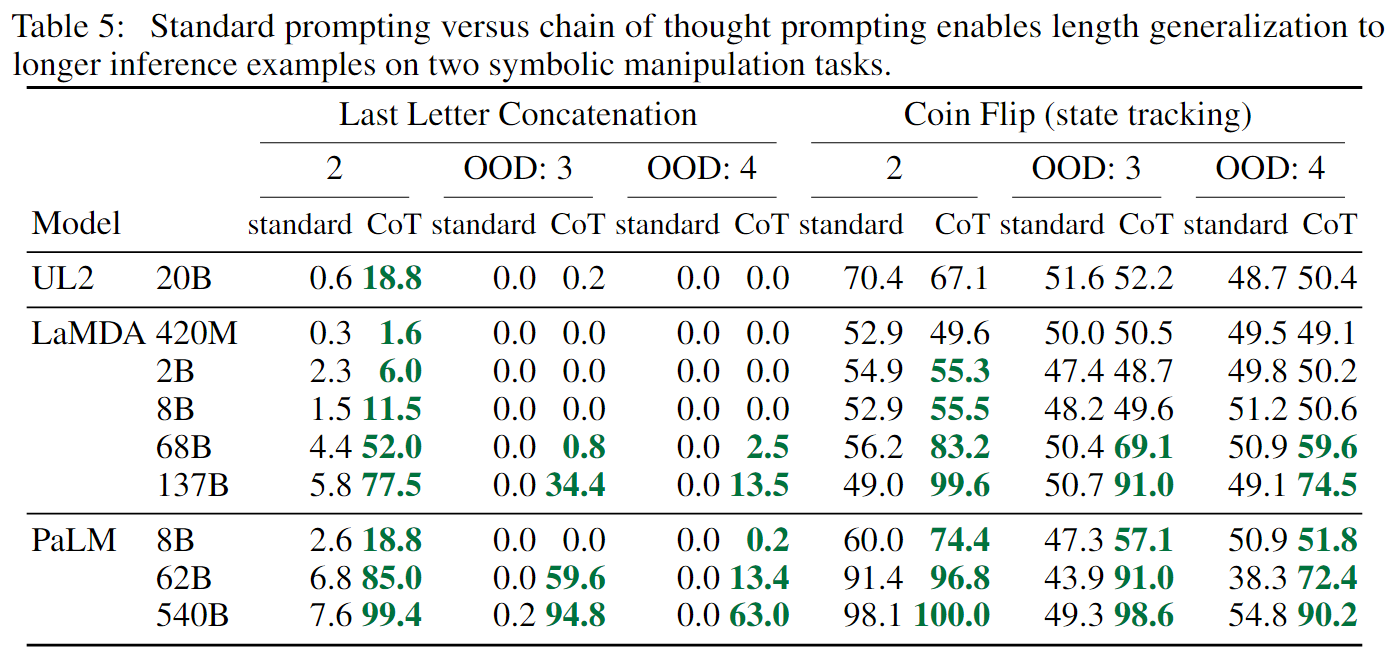 Table 5: Standard prompting versus chain of thought prompting enables length generalization to
longer inference examples on two symbolic manipulation tasks.
Last Letter Concatenation Coin Flip (state tracking)
2 OOD: 3 OOD: 4 2 OOD: 3 OOD: 4
Model standard CoT standard CoT standard CoT standard CoT standard CoT standard CoT
UL2 20B 0.6 18.8 0.0 0.2 0.0 0.0 70.4 67.1 51.6 52.2 48.7 50.4
LaMDA 420M 0.3 1.6 0.0 0.0 0.0 0.0 52.9 49.6 50.0 50.5 49.5 49.1
2B 2.3 6.0 0.0 0.0 0.0 0.0 54.9 55.3 47.4 48.7 49.8 50.2
8B 1.5 11.5 0.0 0.0 0.0 0.0 52.9 55.5 48.2 49.6 51.2 50.6
68B 4.4 52.0 0.0 0.8 0.0 2.5 56.2 83.2 50.4 69.1 50.9 59.6
137B 5.8 77.5 0.0 34.4 0.0 13.5 49.0 99.6 50.7 91.0 49.1 74.5
PaLM 8B 2.6 18.8 0.0 0.0 0.0 0.2 60.0 74.4 47.3 57.1 50.9 51.8
62B 6.8 85.0 0.0 59.6 0.0 13.4 91.4 96.8 43.9 91.0 38.3 72.4
540B 7.6 99.4 0.2 94.8 0.0 63.0 98.1 100.0 49.3 98.6 54.8 90.2